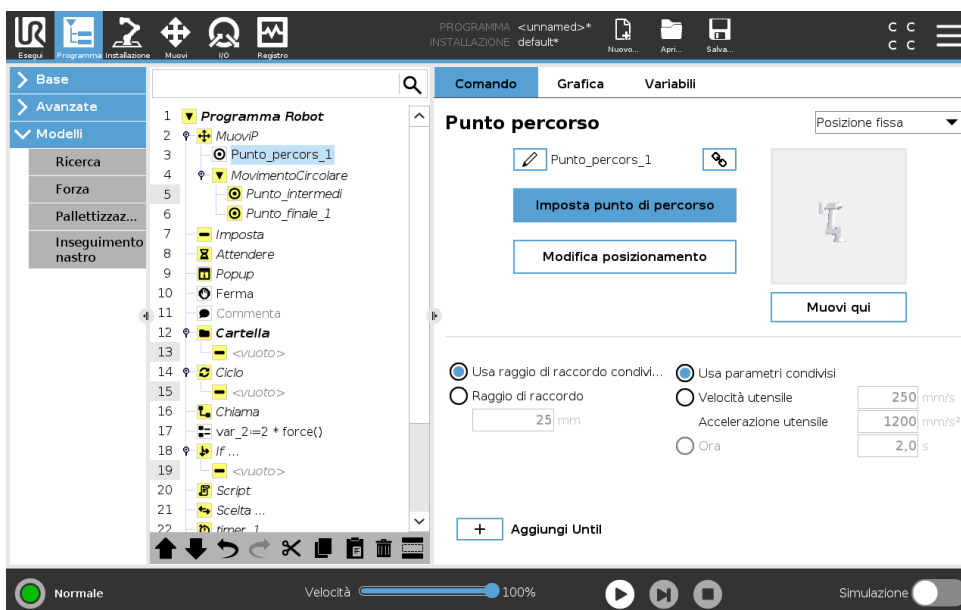 PROGRAMMA <unnamed>*
INSTALLAZIONE default*
Esegui Programma Installazione Muovi I/O Registro
Nuovo... Apri... Salva...
C C
C C
Base
Avanzate
Modelli
Ricerca
Forza
Pallettizzaz...
Inseguimento
nastro
1 Programma Robot
2 MuoviP
3 Punto_percors_1
4 MovimentoCircolare
5 Punto_intermedi
6 Punto_finale_1
7 Imposta
8 Attendere
9 Popup
10 Ferma
11 Commenta
12 Cartella
13 <vuoto>
14 Ciclo
15 <vuoto>
16 Chiama
17 var_2:=2 * force()
18 If ...
19 <vuoto>
20 Script
21 Scelta ...
22 timer_1
Comando Grafica Variabili
Punto percorso
Posizione fissa
Punto_percors_1
Imposta punto di percorso
Modifica posizionamento
Muovi qui
Usa raggio di raccordo condivi...
Raggio di raccordo
25 mm
Usa parametri condivisi
Velocità utensile 250 mm/s
Accelerazione utensile 1200 mm/s²
Ora 2,0 s
+ Aggiungi Until
Normale
Velocità 100%
Simulazione